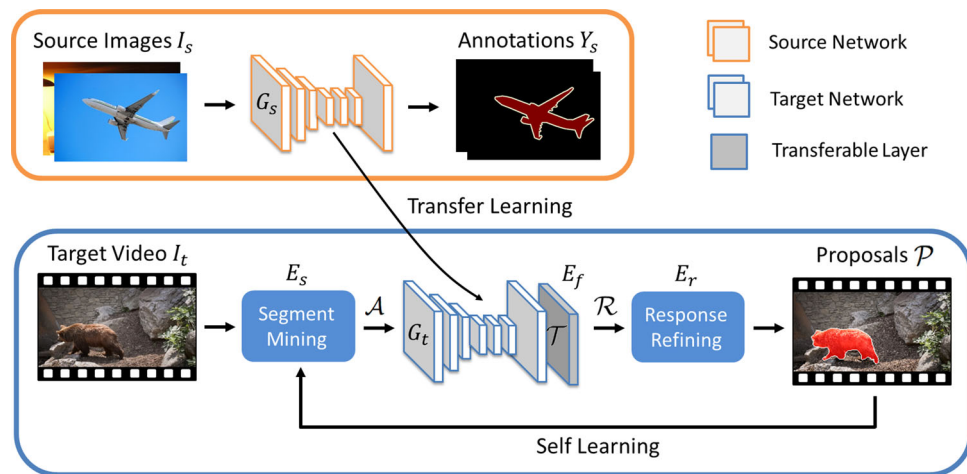 Source Images I_s
Annotations Y_s
G_s
Source Network
Target Network
Transferable Layer
Transfer Learning
Target Video I_t
E_s
Segment
Mining
𝒜
G_t
𝒯
E_f
ℛ
E_r
Response
Refining
Proposals 𝒫
Self Learning